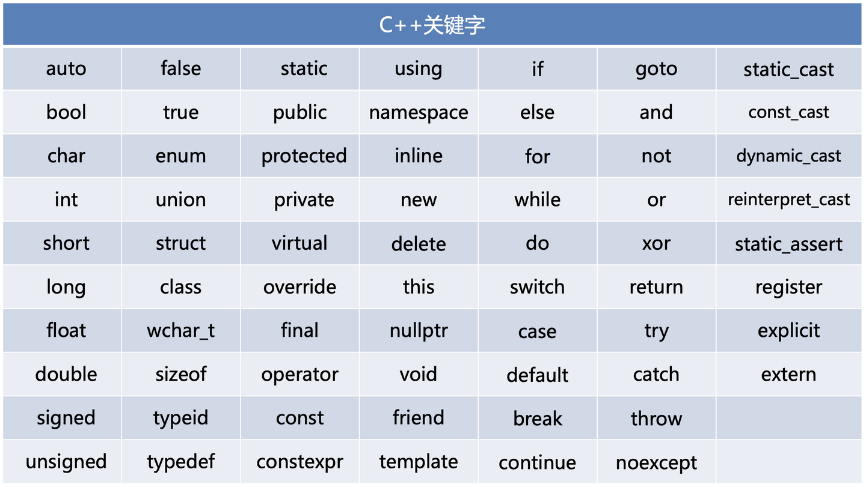 C++关键字
auto false static using if goto static_cast
bool true public namespace else and const_cast
char enum protected inline for not dynamic_cast
int union private new while or reinterpret_cast
short struct virtual delete do xor static_assert
long class override this switch return register
float wchar_t final nullptr case try explicit
double sizeof operator void default catch extern
signed typeid const friend break throw
unsigned typedef constexpr template continue noexcept